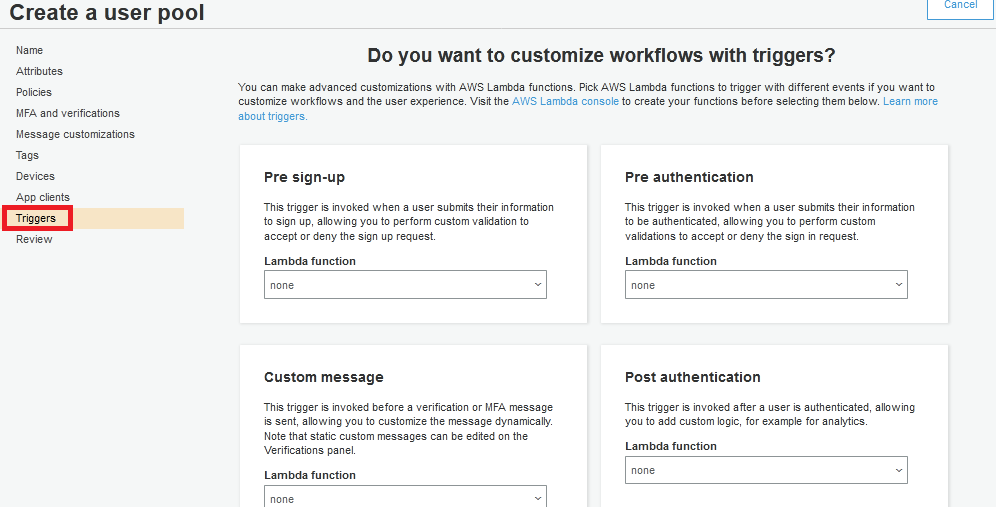 Create a user pool
Cancel
Name
Attributes
Policies
MFA and verifications
Message customizations
Tags
Devices
App clients
Triggers
Review
Do you want to customize workflows with triggers?
You can make advanced customizations with AWS Lambda functions. Pick AWS Lambda functions to trigger with different events if you want to
customize workflows and the user experience. Visit the AWS Lambda console to create your functions before selecting them below. Learn more
about triggers.
Pre sign-up
This trigger is invoked when a user submits their information
to sign up, allowing you to perform custom validation to
accept or deny the sign up request.
Lambda function
none
Pre authentication
This trigger is invoked when a user submits their information
to be authenticated, allowing you to perform custom
validations to accept or deny the sign in request.
Lambda function
none
Custom message
This trigger is invoked before a verification or MFA message
is sent, allowing you to customize the message dynamically.
Note that static custom messages can be edited on the
Verifications panel.
Lambda function
none
Post authentication
This trigger is invoked after a user is authenticated, allowing
you to add custom logic, for example for analytics.
Lambda function
none